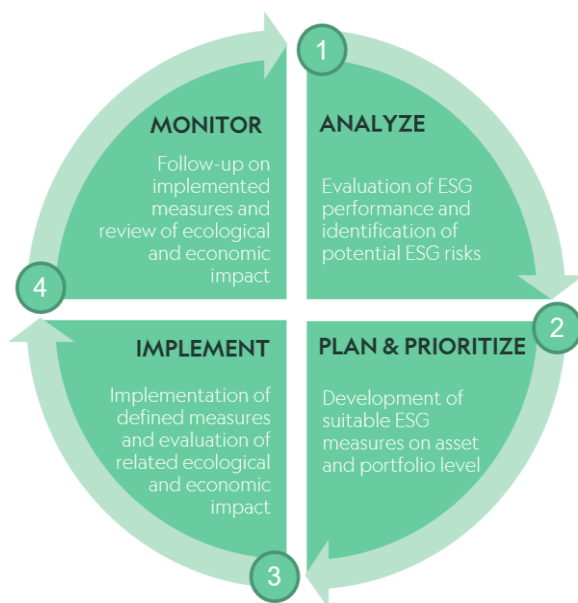 1
ANALYZE
Evaluation of ESG
performance and
identification of
potential ESG risks
2
PLAN & PRIORITIZE
Development of
suitable ESG
measures on asset
and portfolio level
3
IMPLEMENT
Implementation of
defined measures
and evaluation of
related ecological
and economic
impact
4
MONITOR
Follow-up on
implemented
measures and
review of ecological
and economic
impact